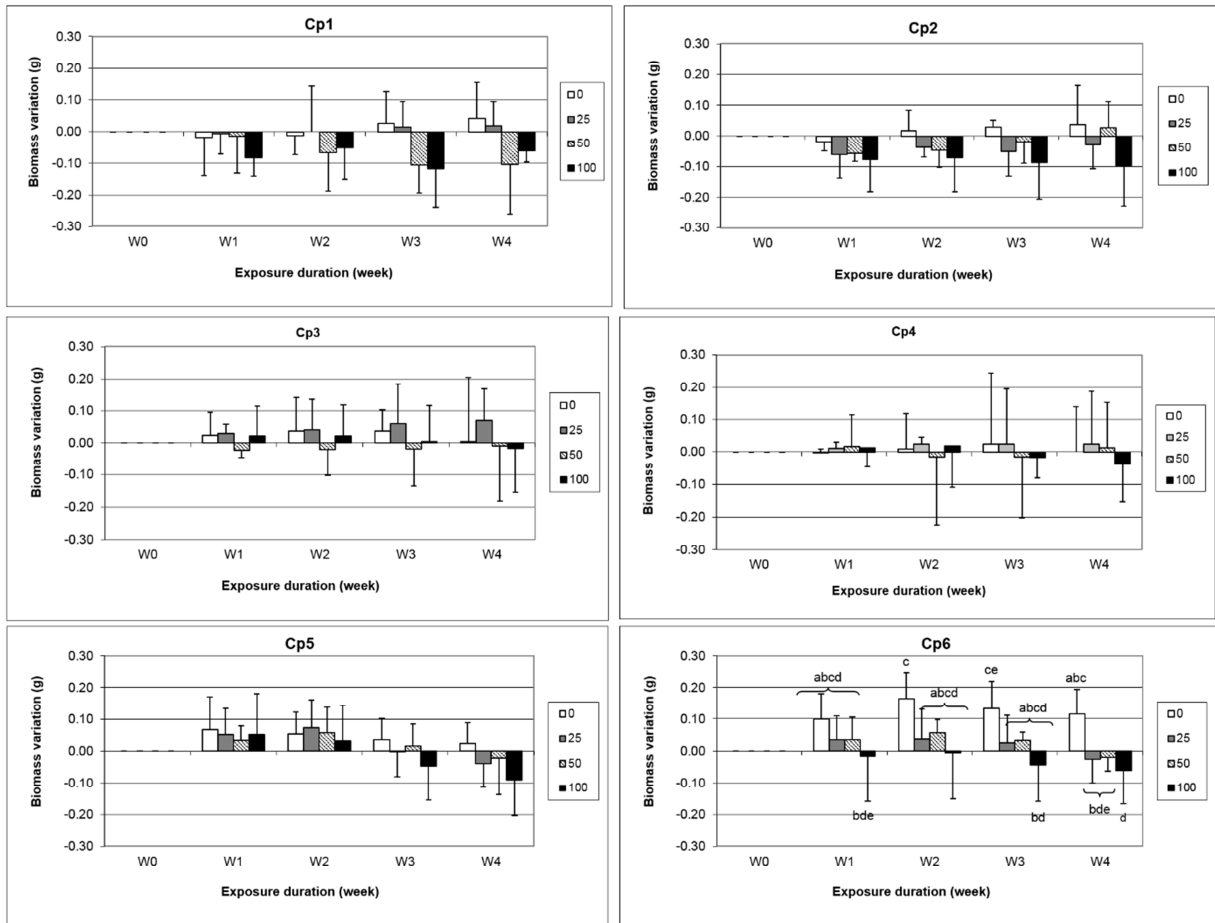 Cp1
Biomass variation (g)
0.30
0.20
0.10
0.00
-0.10
-0.20
-0.30
W0 W1 W2 W3 W4
Exposure duration (week)
0
25
50
100
Cp2
Biomass variation (g)
0.30
0.20
0.10
0.00
-0.10
-0.20
-0.30
W0 W1 W2 W3 W4
Exposure duration (week)
0
25
50
100
Cp3
Biomass variation (g)
0.30
0.20
0.10
0.00
-0.10
-0.20
-0.30
W0 W1 W2 W3 W4
Exposure duration (week)
0
25
50
100
Cp4
Biomass variation (g)
0.30
0.20
0.10
0.00
-0.10
-0.20
-0.30
W0 W1 W2 W3 W4
Exposure duration (week)
0
25
50
100
Cp5
Biomass variation (g)
0.30
0.20
0.10
0.00
-0.10
-0.20
-0.30
W0 W1 W2 W3 W4
Exposure duration (week)
0
25
50
100
Cp6
Biomass variation (g)
0.30
0.20
0.10
0.00
-0.10
-0.20
-0.30
abcd
c
abcd
ce
abcd
abc
bde
bd
bde
d
W0 W1 W2 W3 W4
Exposure duration (week)
0
25
50
100